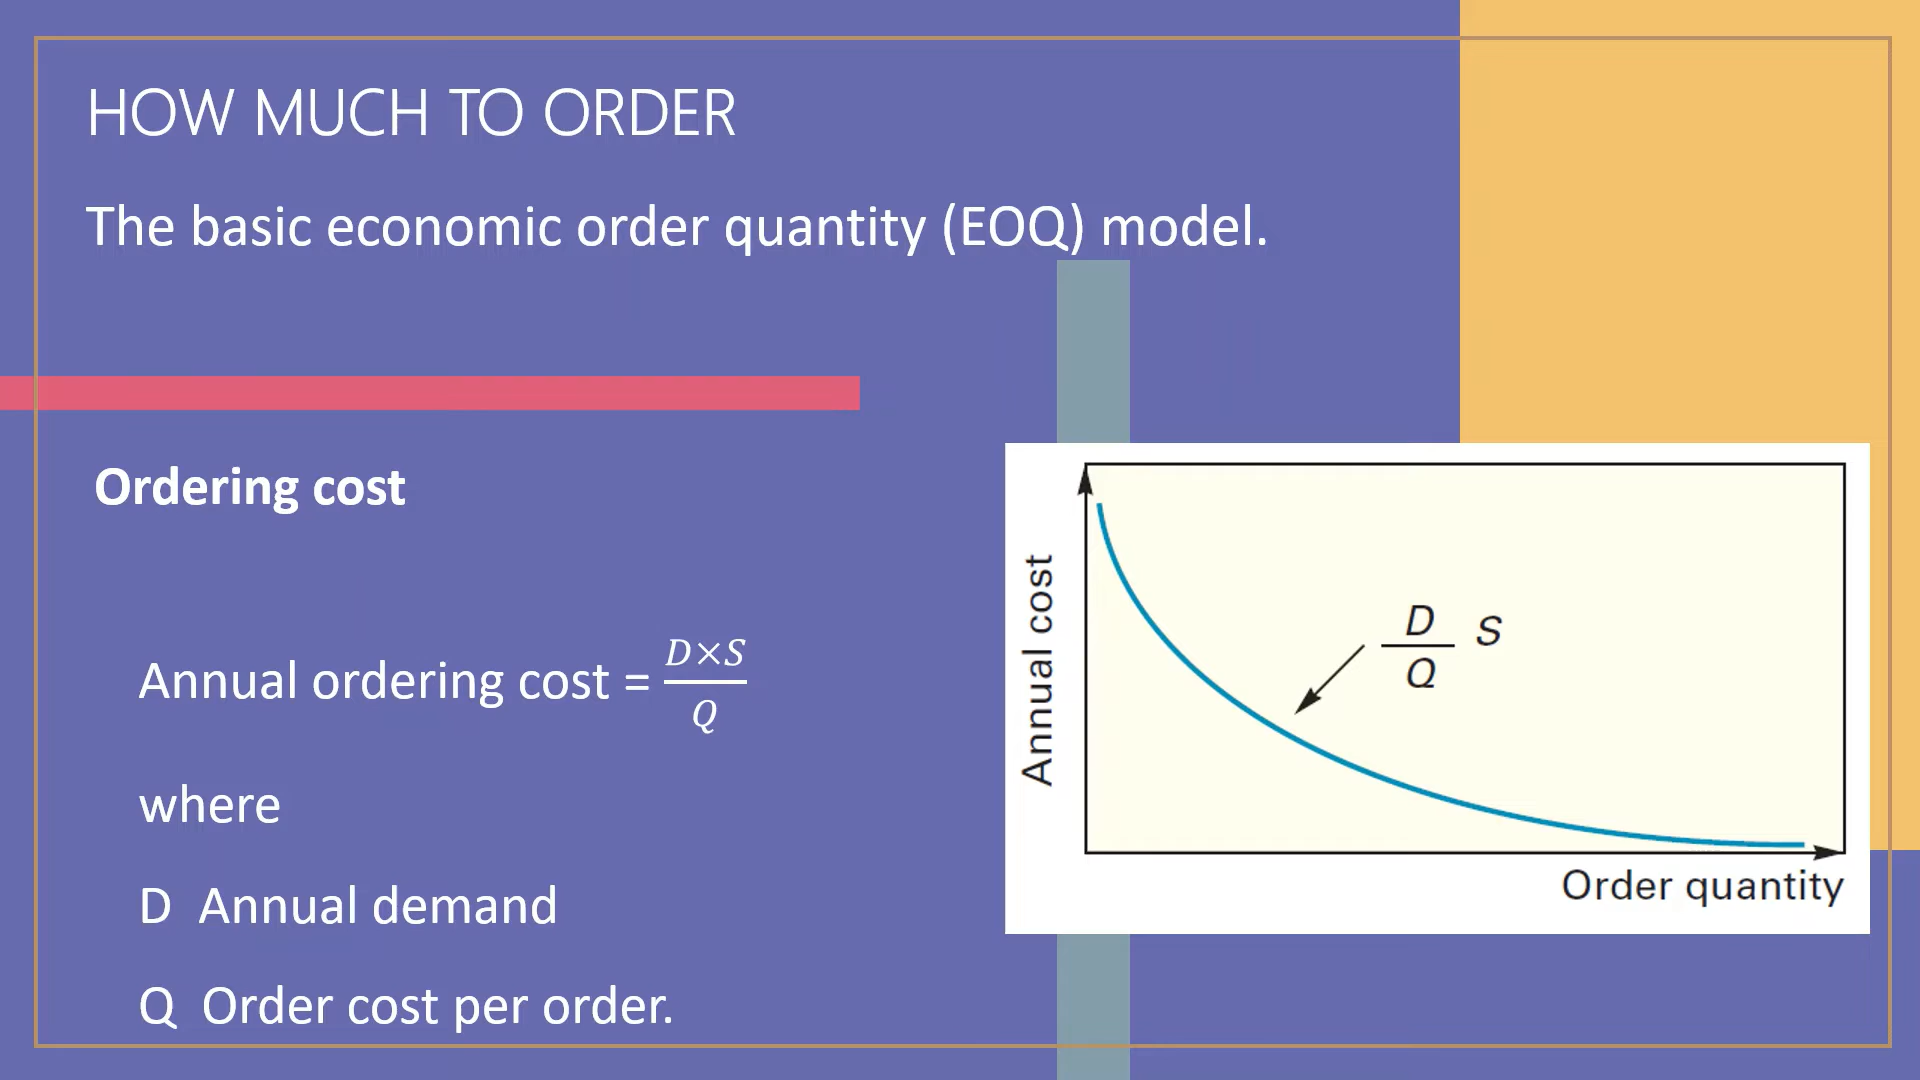 HOW MUCH TO ORDER
The basic economic order quantity (EOQ) model.
Ordering cost
Annual ordering cost = D×S/Q
where
D Annual demand
Q Order cost per order.
Annual cost
D/Q S
Order quantity